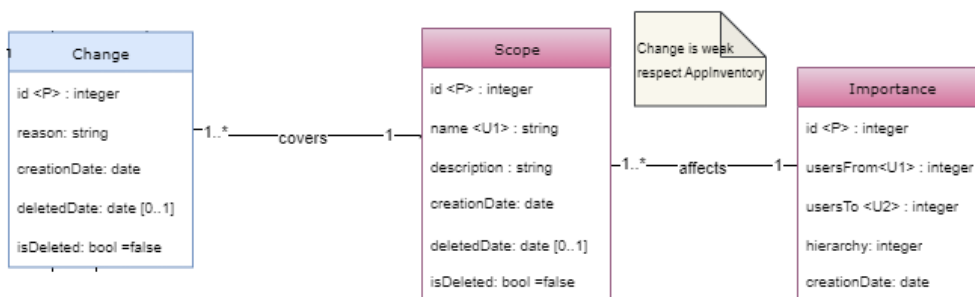 1
Change
id <P> : integer
reason: string
creationDate: date
deletedDate: date [0..1]
isDeleted: bool =false
1..*
covers
1
Scope
id <P> : integer
name <U1> : string
description : string
creationDate: date
deletedDate: date [0..1]
isDeleted: bool =false
Change is weak
respect AppInventory
1..*
affects
1
Importance
id <P> : integer
usersFrom<U1> : integer
usersTo <U2> : integer
hierarchy: integer
creationDate: date